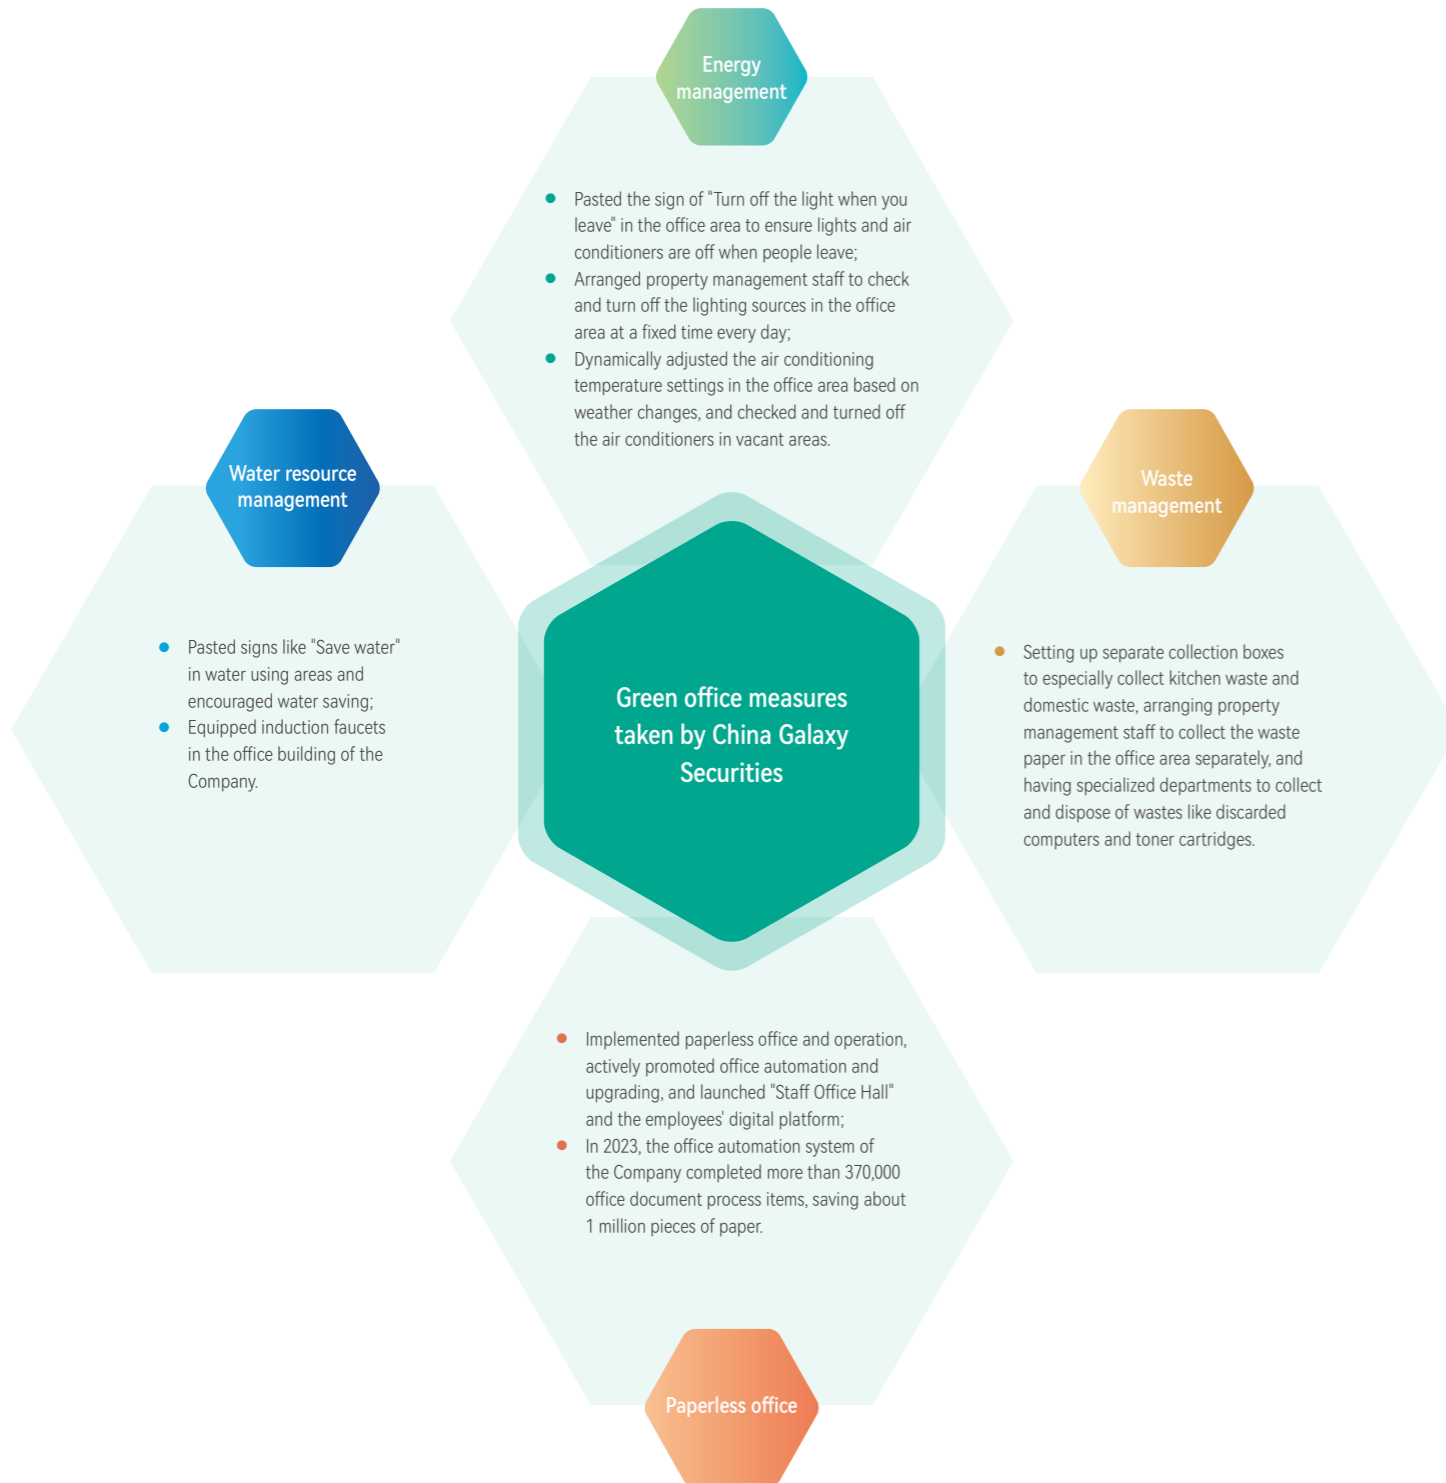 Energy
management
● Pasted the sign of "Turn off the light when you
leave" in the office area to ensure lights and air
conditioners are off when people leave;
● Arranged property management staff to check
and turn off the lighting sources in the office
area at a fixed time every day;
● Dynamically adjusted the air conditioning
temperature settings in the office area based on
weather changes, and checked and turned off
the air conditioners in vacant areas.
Water resource
management
● Pasted signs like "Save water"
in water using areas and
encouraged water saving;
● Equipped induction faucets
in the office building of the
Company.
Green office measures
taken by China Galaxy
Securities
Waste
management
● Setting up separate collection boxes
to especially collect kitchen waste and
domestic waste, arranging property
management staff to collect the waste
paper in the office area separately, and
having specialized departments to collect
and dispose of wastes like discarded
computers and toner cartridges.
● Implemented paperless office and operation,
actively promoted office automation and
upgrading, and launched "Staff Office Hall"
and the employees' digital platform;
● In 2023, the office automation system of
the Company completed more than 370,000
office document process items, saving about
1 million pieces of paper.
Paperless office